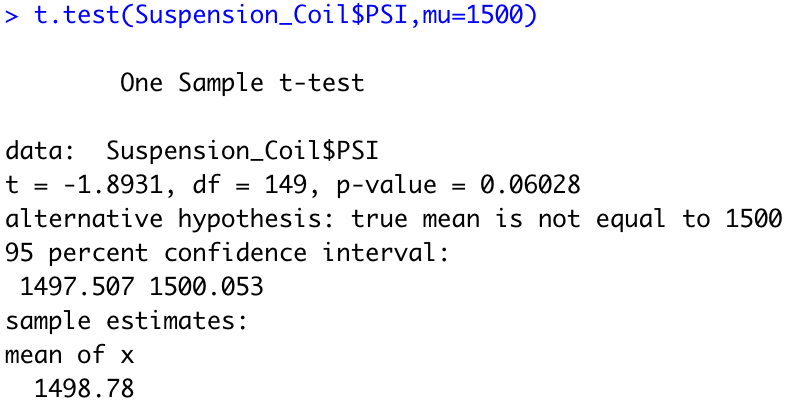 > t.test(Suspension_Coil$PSI,mu=1500)
One Sample t-test
data:  Suspension_Coil$PSI
t = -1.8931, df = 149, p-value = 0.06028
alternative hypothesis: true mean is not equal to 1500
95 percent confidence interval:
1497.507 1500.053
sample estimates:
mean of x
1498.78